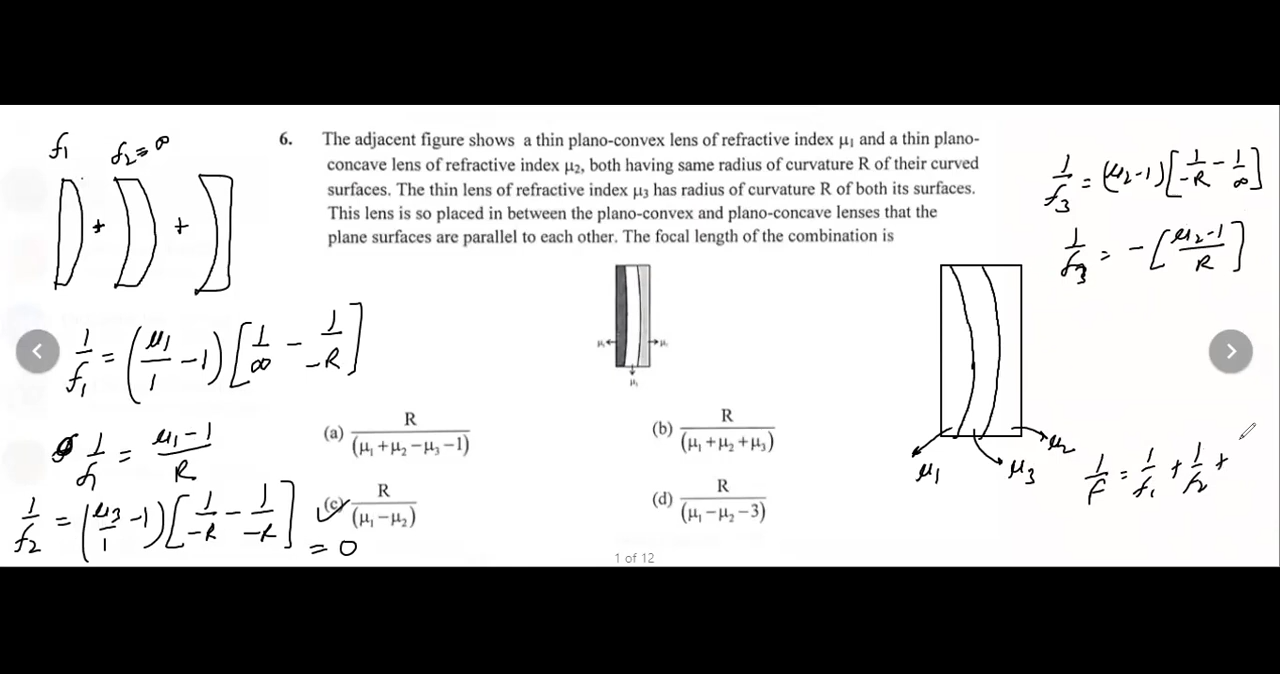 f₁ f₂ = ∞
+ +
6. The adjacent figure shows a thin plano-convex lens of refractive index μ₁ and a thin plano-
concave lens of refractive index μ₂, both having same radius of curvature R of their curved
surfaces. The thin lens of refractive index μ₃ has radius of curvature R of both its surfaces.
This lens is so placed in between the plano-convex and plano-concave lenses that the
plane surfaces are parallel to each other. The focal length of the combination is
1/f₃ = (μ₂-1)[1/-R - 1/∞]
1/f₃ = -[μ₂-1/R]
1/f₁ = (μ₁/1 - 1)[1/∞ - 1/-R]
1/f₁ = μ₁-1/R
1/f₂ = (μ₃/1 - 1)[1/-R - 1/-R]
= 0
(a) R/(μ₁+μ₂-μ₃-1)
(b) R/(μ₁+μ₂+μ₃)
(c) R/(μ₁-μ₂)
(d) R/(μ₁-μ₂-3)
μ₁ μ₃ μ₂
1/F = 1/f₁ + 1/f₂ +
1 of 12